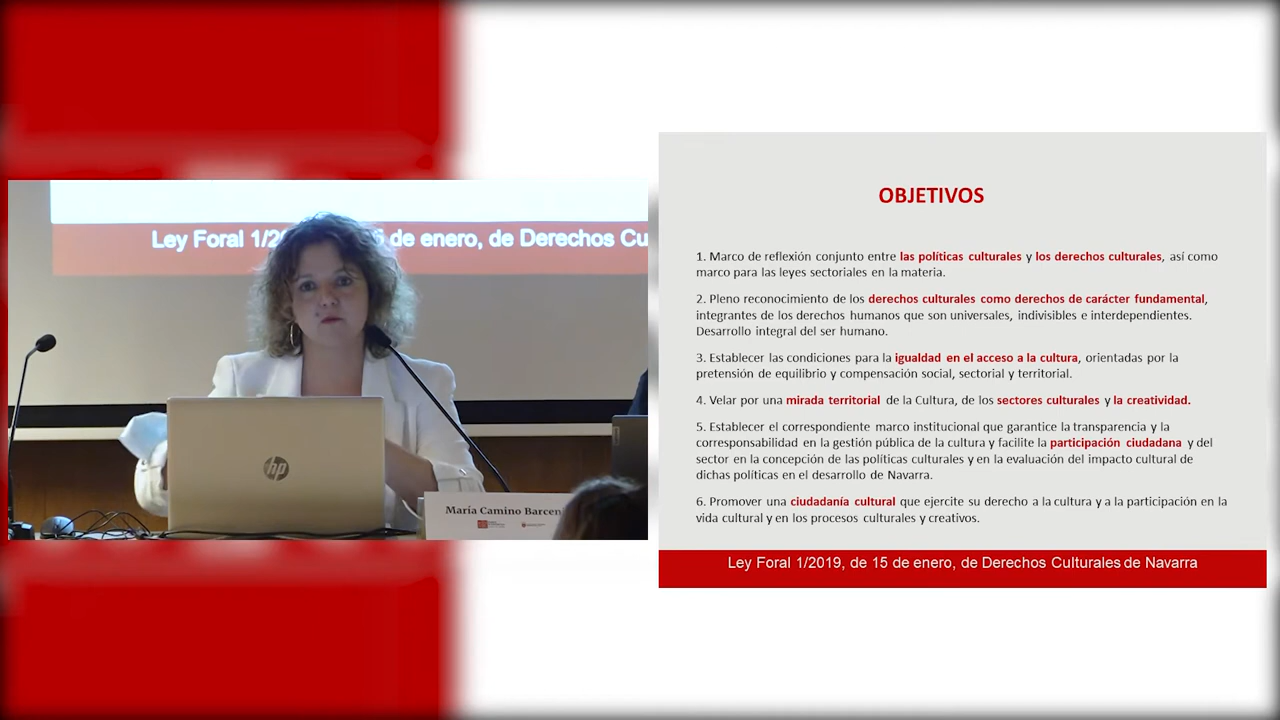 Ley Foral 1/2 5 de enero, de Derechos Cu
hp
María Camino Barcen
OBJETIVOS
1. Marco de reflexión conjunto entre las políticas culturales y los derechos culturales, así como
marco para las leyes sectoriales en la materia.
2. Pleno reconocimiento de los derechos culturales como derechos de carácter fundamental,
integrantes de los derechos humanos que son universales, indivisibles e interdependientes.
Desarrollo integral del ser humano.
3. Establecer las condiciones para la igualdad en el acceso a la cultura, orientadas por la
pretensión de equilibrio y compensación social, sectorial y territorial.
4. Velar por una mirada territorial de la Cultura, de los sectores culturales y la creatividad.
5. Establecer el correspondiente marco institucional que garantice la transparencia y la
corresponsabilidad en la gestión pública de la cultura y facilite la participación ciudadana y del
sector en la concepción de las políticas culturales y en la evaluación del impacto cultural de
dichas políticas en el desarrollo de Navarra.
6. Promover una ciudadanía cultural que ejercite su derecho a la cultura y a la participación en la
vida cultural y en los procesos culturales y creativos.
Ley Foral 1/2019, de 15 de enero, de Derechos Culturales de Navarra